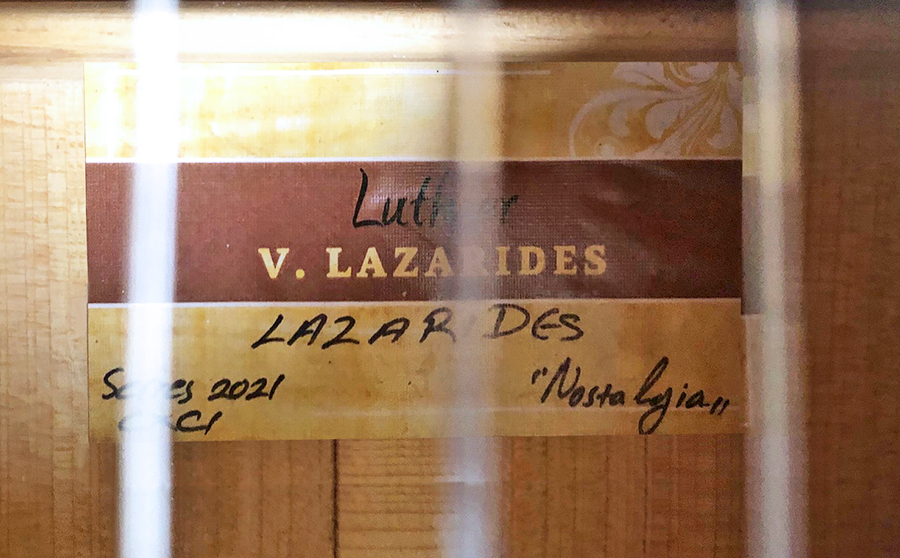 Luthier
V. LAZARIDES
LAZARIDES
Series 2021
"Nostalgia„